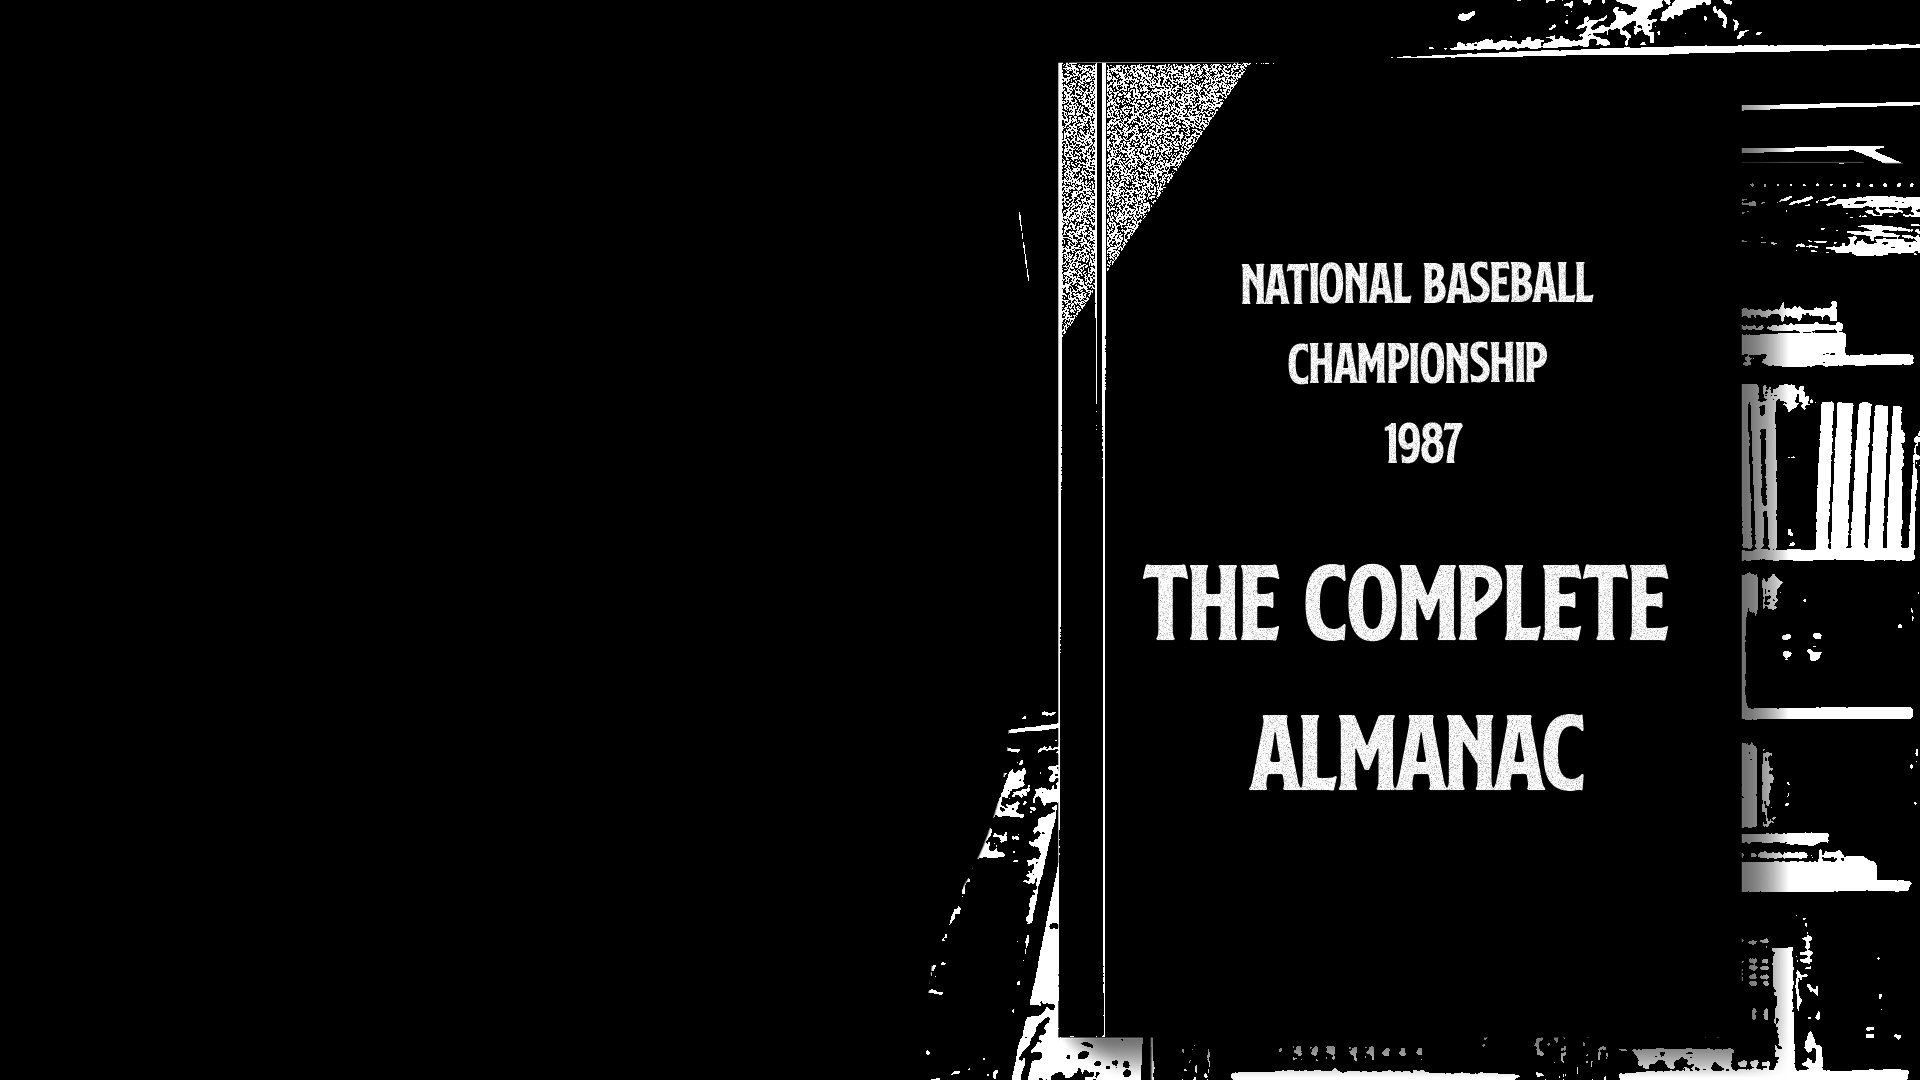 NATIONAL BASEBALL
CHAMPIONSHIP
1987
THE COMPLETE
ALMANAC